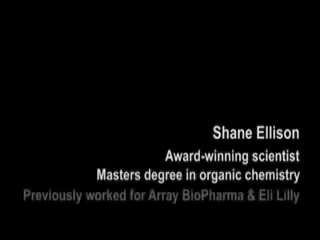 Shane Ellison
Award-winning scientist
Masters degree in organic chemistry
Previously worked for Array BioPharma & Eli Lilly